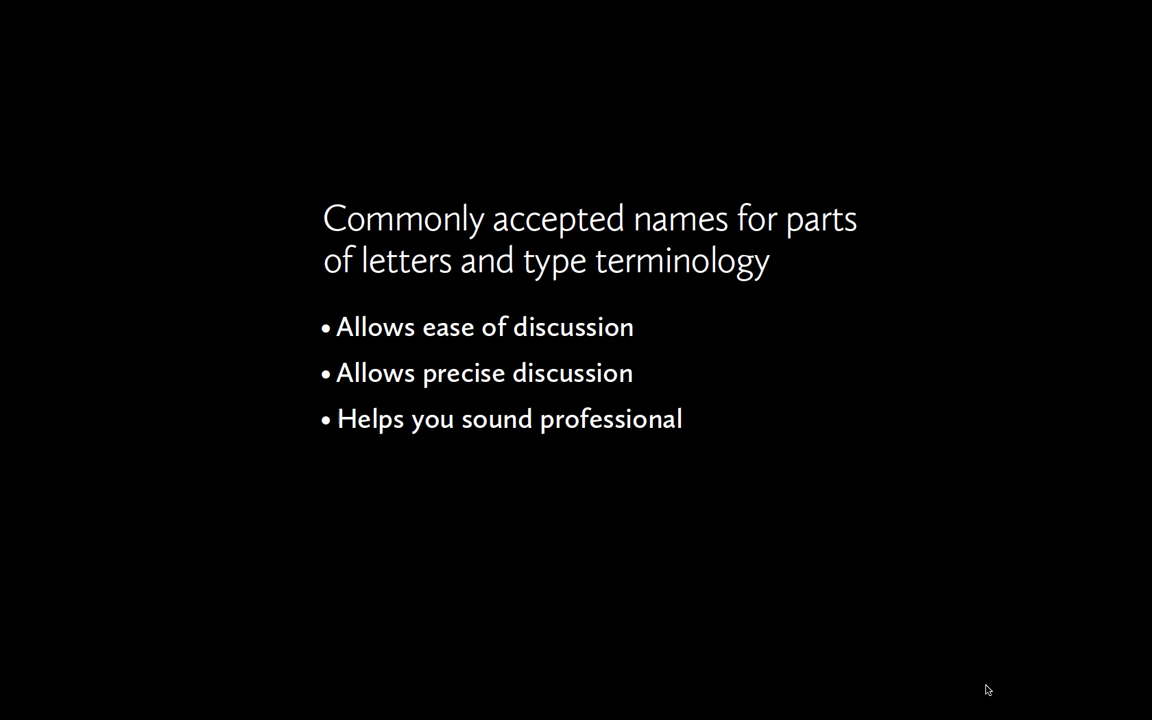 Commonly accepted names for parts
of letters and type terminology
• Allows ease of discussion
• Allows precise discussion
• Helps you sound professional